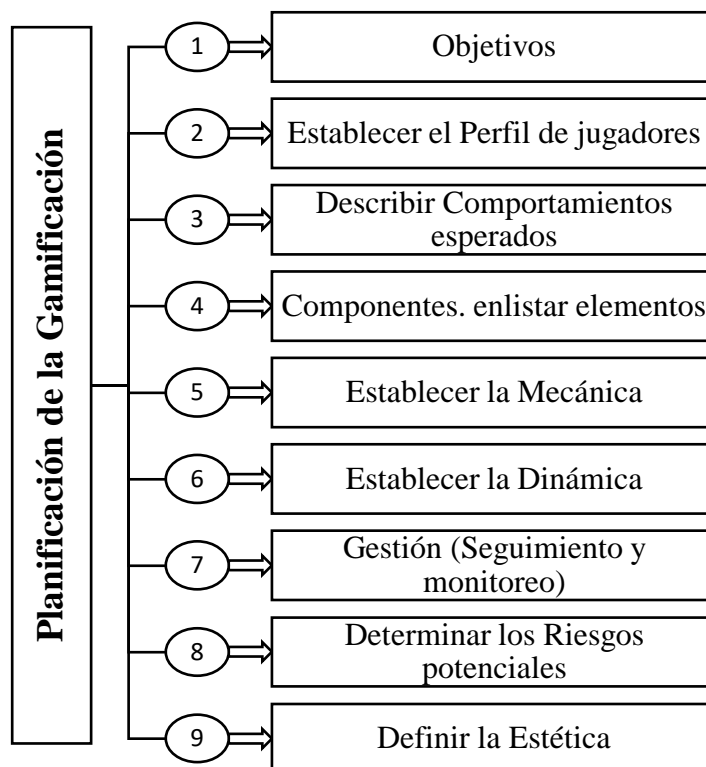 Planificación de la Gamificación
1
Objetivos
2
Establecer el Perfil de jugadores
3
Describir Comportamientos
esperados
4
Componentes. enlistar elementos
5
Establecer la Mecánica
6
Establecer la Dinámica
7
Gestión (Seguimiento y
monitoreo)
8
Determinar los Riesgos
potenciales
9
Definir la Estética